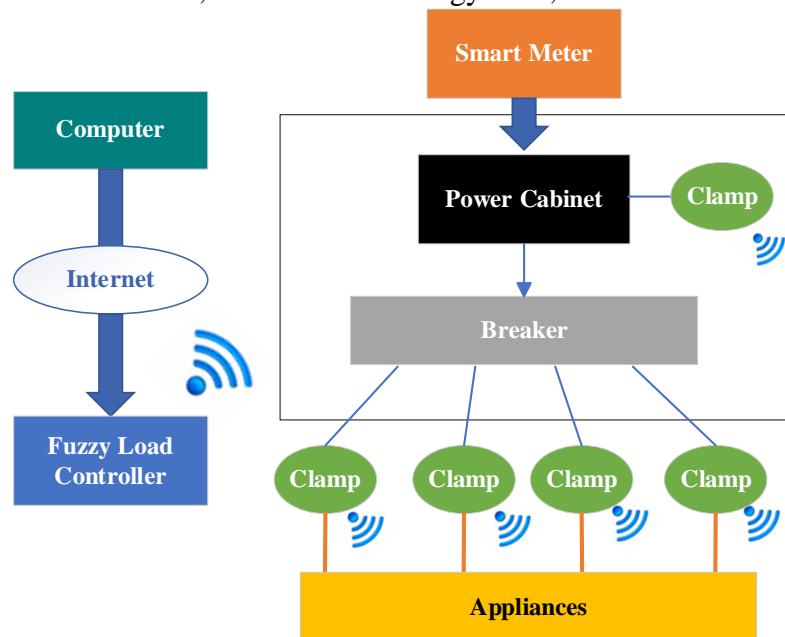 Smart Meter
Computer
Power Cabinet
Clamp
Internet
Breaker
Fuzzy Load
Controller
Clamp
Clamp
Clamp
Clamp
Appliances